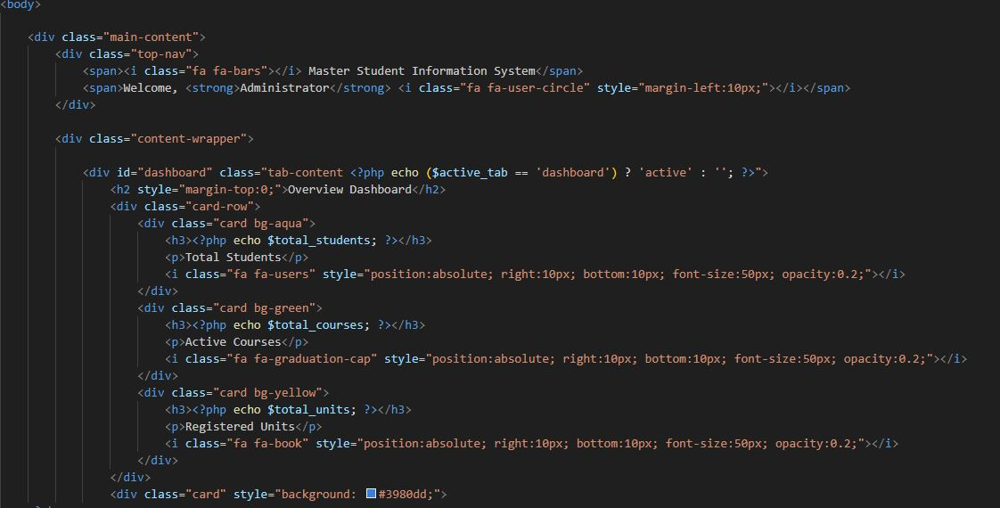 <body>
<div class="main-content">
<div class="top-nav">
<span><i class="fa fa-bars"></i> Master Student Information System</span>
<span>Welcome, <strong>Administrator</strong> <i class="fa fa-user-circle" style="margin-left:10px;"></i></span>
</div>
<div class="content-wrapper">
<div id="dashboard" class="tab-content <?php echo ($active_tab == 'dashboard') ? 'active' : ''; ?>">
<h2 style="margin-top:0;">Overview Dashboard</h2>
<div class="card-row">
<div class="card bg-aqua">
<h3><?php echo $total_students; ?></h3>
<p>Total Students</p>
<i class="fa fa-users" style="position:absolute; right:10px; bottom:10px; font-size:50px; opacity:0.2;"></i>
</div>
<div class="card bg-green">
<h3><?php echo $total_courses; ?></h3>
<p>Active Courses</p>
<i class="fa fa-graduation-cap" style="position:absolute; right:10px; bottom:10px; font-size:50px; opacity:0.2;"></i>
</div>
<div class="card bg-yellow">
<h3><?php echo $total_units; ?></h3>
<p>Registered Units</p>
<i class="fa fa-book" style="position:absolute; right:10px; bottom:10px; font-size:50px; opacity:0.2;"></i>
</div>
</div>
<div class="card" style="background: #3980dd;">